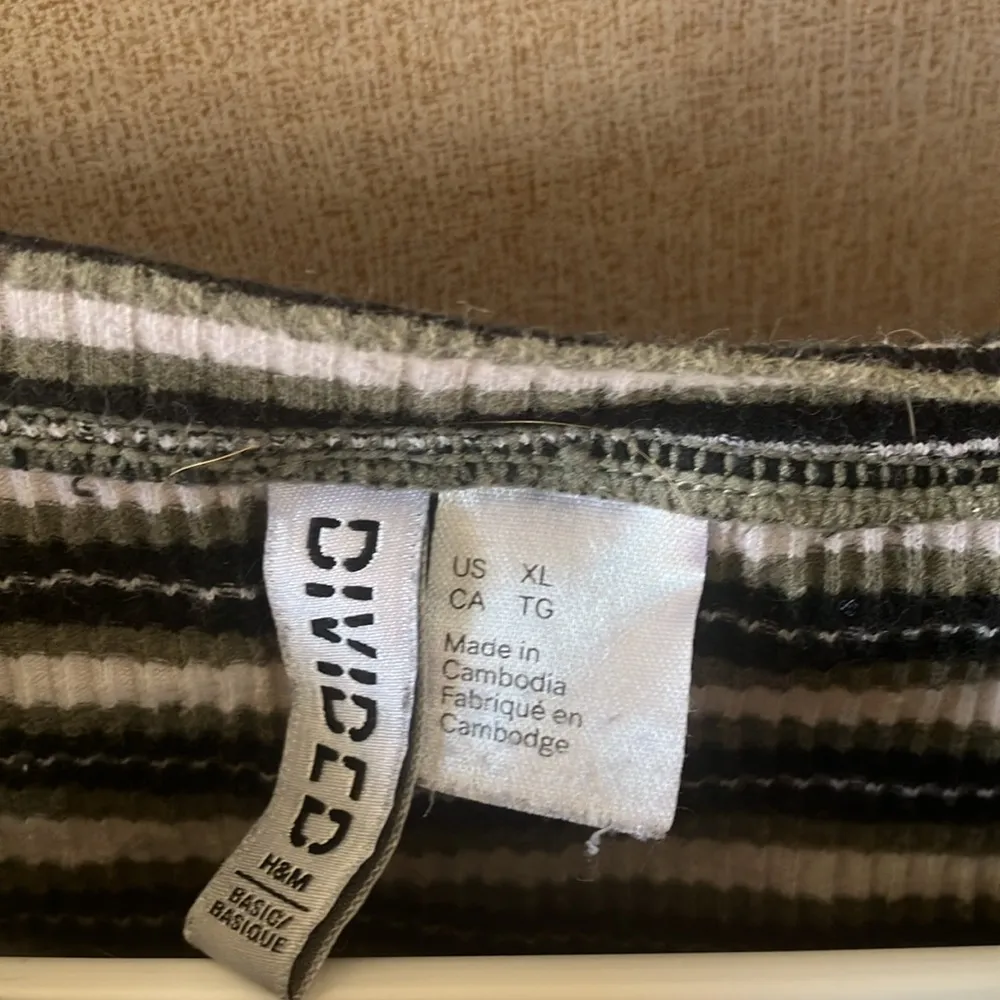 DIVIDED
H&M
BASIC/
BASIQUE
US XL
CA TG
Made in
Cambodia
Fabriqué en
Cambodge